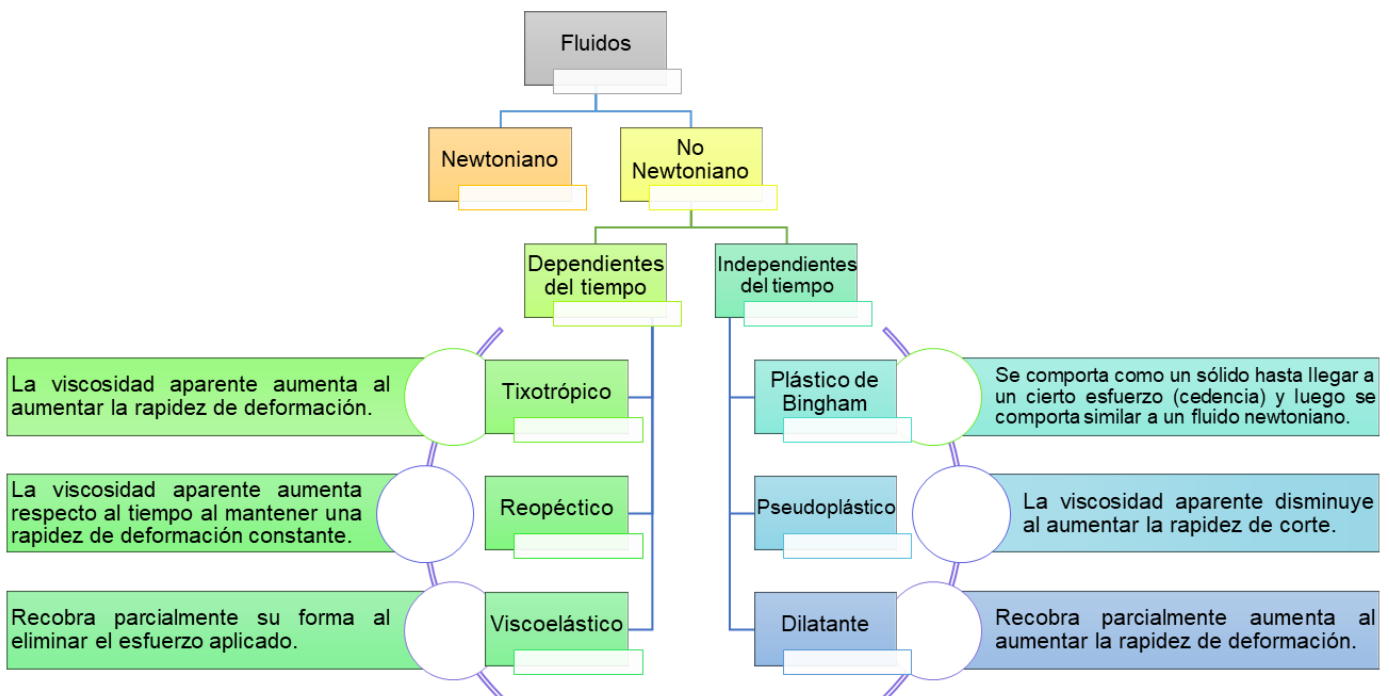 Fluidos
Newtoniano
No
Newtoniano
Dependientes
del tiempo
Independientes
del tiempo
La viscosidad aparente aumenta al
aumentar la rapidez de deformación.
Tixotrópico
Plástico de
Bingham
Se comporta como un sólido hasta llegar a
un cierto esfuerzo (cedencia) y luego se
comporta similar a un fluido newtoniano.
La viscosidad aparente aumenta
respecto al tiempo al mantener una
rapidez de deformación constante.
Reopéctico
Pseudoplástico
La viscosidad aparente disminuye
al aumentar la rapidez de corte.
Recobra parcialmente su forma al
eliminar el esfuerzo aplicado.
Viscoelástico
Dilatante
Recobra parcialmente aumenta al
aumentar la rapidez de deformación.